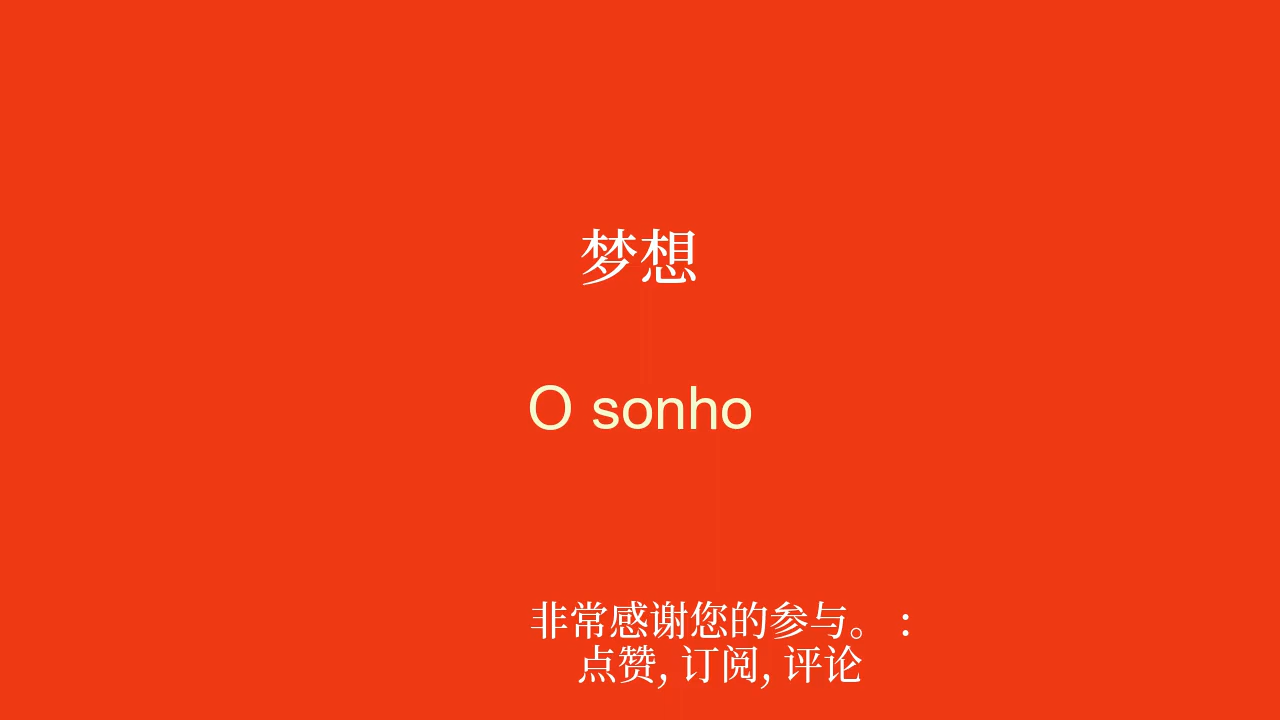 梦想
O sonho
非常感谢您的参与。 :
点赞, 订阅, 评论